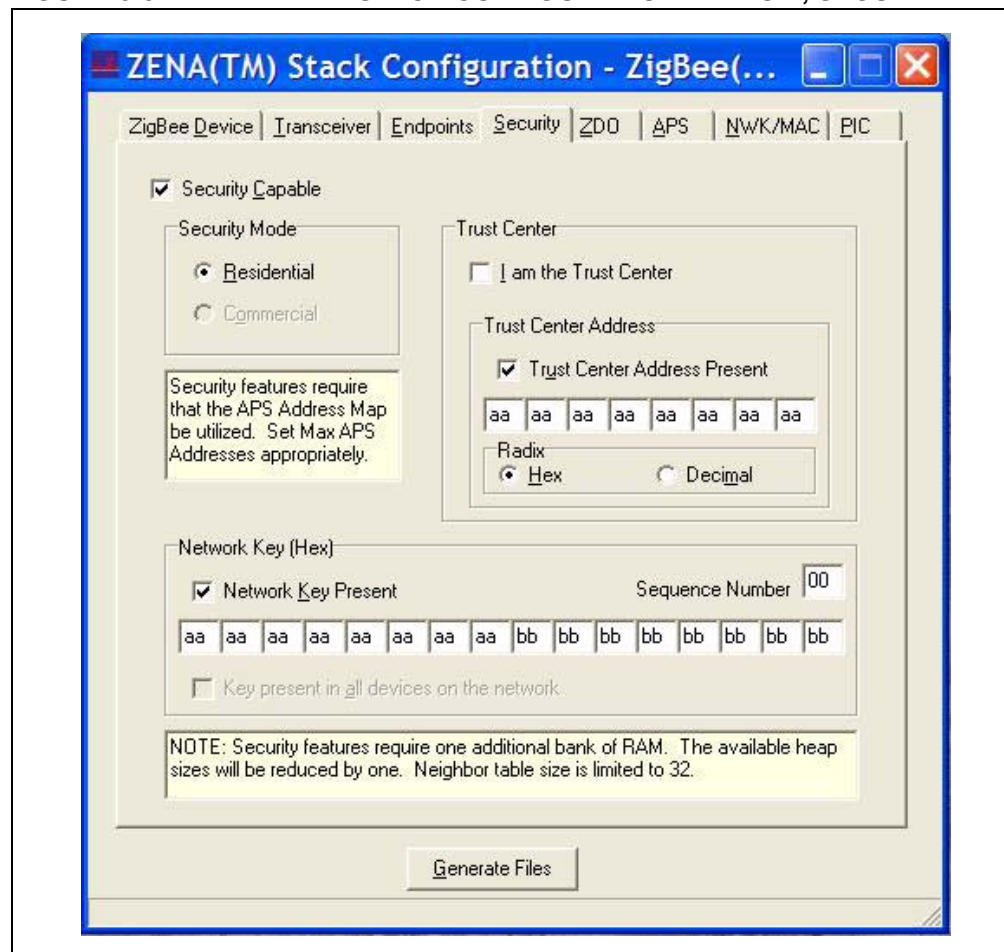 ZENA(TM) Stack Configuration - ZigBee(...
ZigBee Device Transceiver Endpoints Security ZDO APS NWK/MAC PIC
Security Capable
Security Mode
Residential
Commercial
Security features require
that the APS Address Map
be utilized. Set Max APS
Addresses appropriately.
Trust Center
I am the Trust Center
Trust Center Address
Trust Center Address Present
aa aa aa aa aa aa aa aa
Radix
Hex Decimal
Network Key (Hex)
Network Key Present Sequence Number 00
aa aa aa aa aa aa aa aa bb bb bb bb bb bb bb bb
Key present in all devices on the network
NOTE: Security features require one additional bank of RAM. The available heap
sizes will be reduced by one. Neighbor table size is limited to 32.
Generate Files